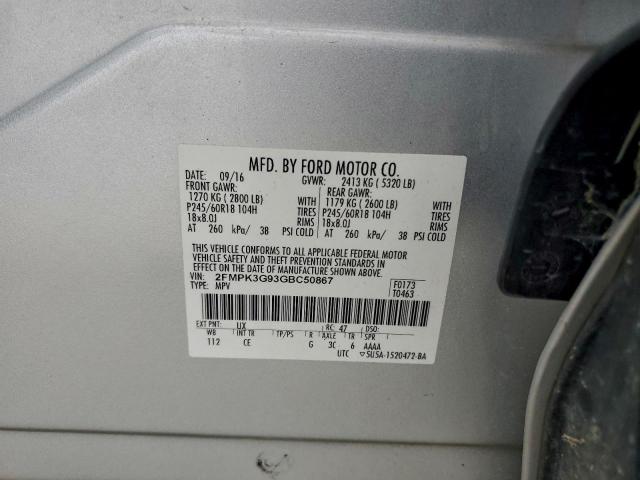 MFD. BY FORD MOTOR CO.
DATE: 09/16 GVWR: 2413 KG ( 5320 LB)
FRONT GAWR: REAR GAWR:
1270 KG ( 2800 LB) WITH 1179 KG ( 2600 LB) WITH
P245/60R18 104H TIRES P245/60R18 104H TIRES
18x8.0J RIMS 18x8.0J RIMS
AT 260 kPa/ 38 PSI COLD AT 260 kPa/ 38 PSI COLD
THIS VEHICLE CONFORMS TO ALL APPLICABLE FEDERAL MOTOR
VEHICLE SAFETY AND BUMPER STANDARDS AND THEFT PREVENTION STANDARDS IN
EFFECT ON THE DATE OF MANUFACTURE SHOWN ABOVE.
VIN: 2FMPK3G93GBC50867 F0173
TYPE: MPV T0463
EXT PNT: UX RC: 47 DSO:
WB INT TR TP/PS R AXLE TR SPR
112 CE G 3C 6 AAAA
UTC ▽5U5A-1520472-BA